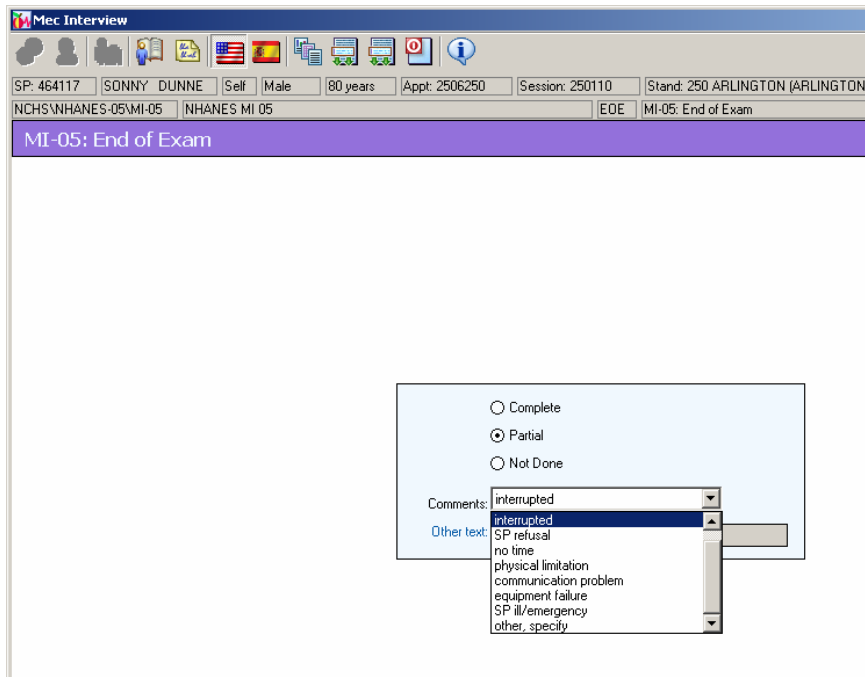 Mec Interview
SP: 464117 SONNY DUNNE Self Male 80 years Appt: 2506250 Session: 250110 Stand: 250 ARLINGTON (ARLINGTON
NCHS\NHANES-05\MI-05 NHANES MI 05 EOE MI-05: End of Exam
MI-05: End of Exam
Complete
Partial
Not Done
Comments: interrupted
Other text:
interrupted
SP refusal
no time
physical limitation
communication problem
equipment failure
SP ill/emergency
other, specify